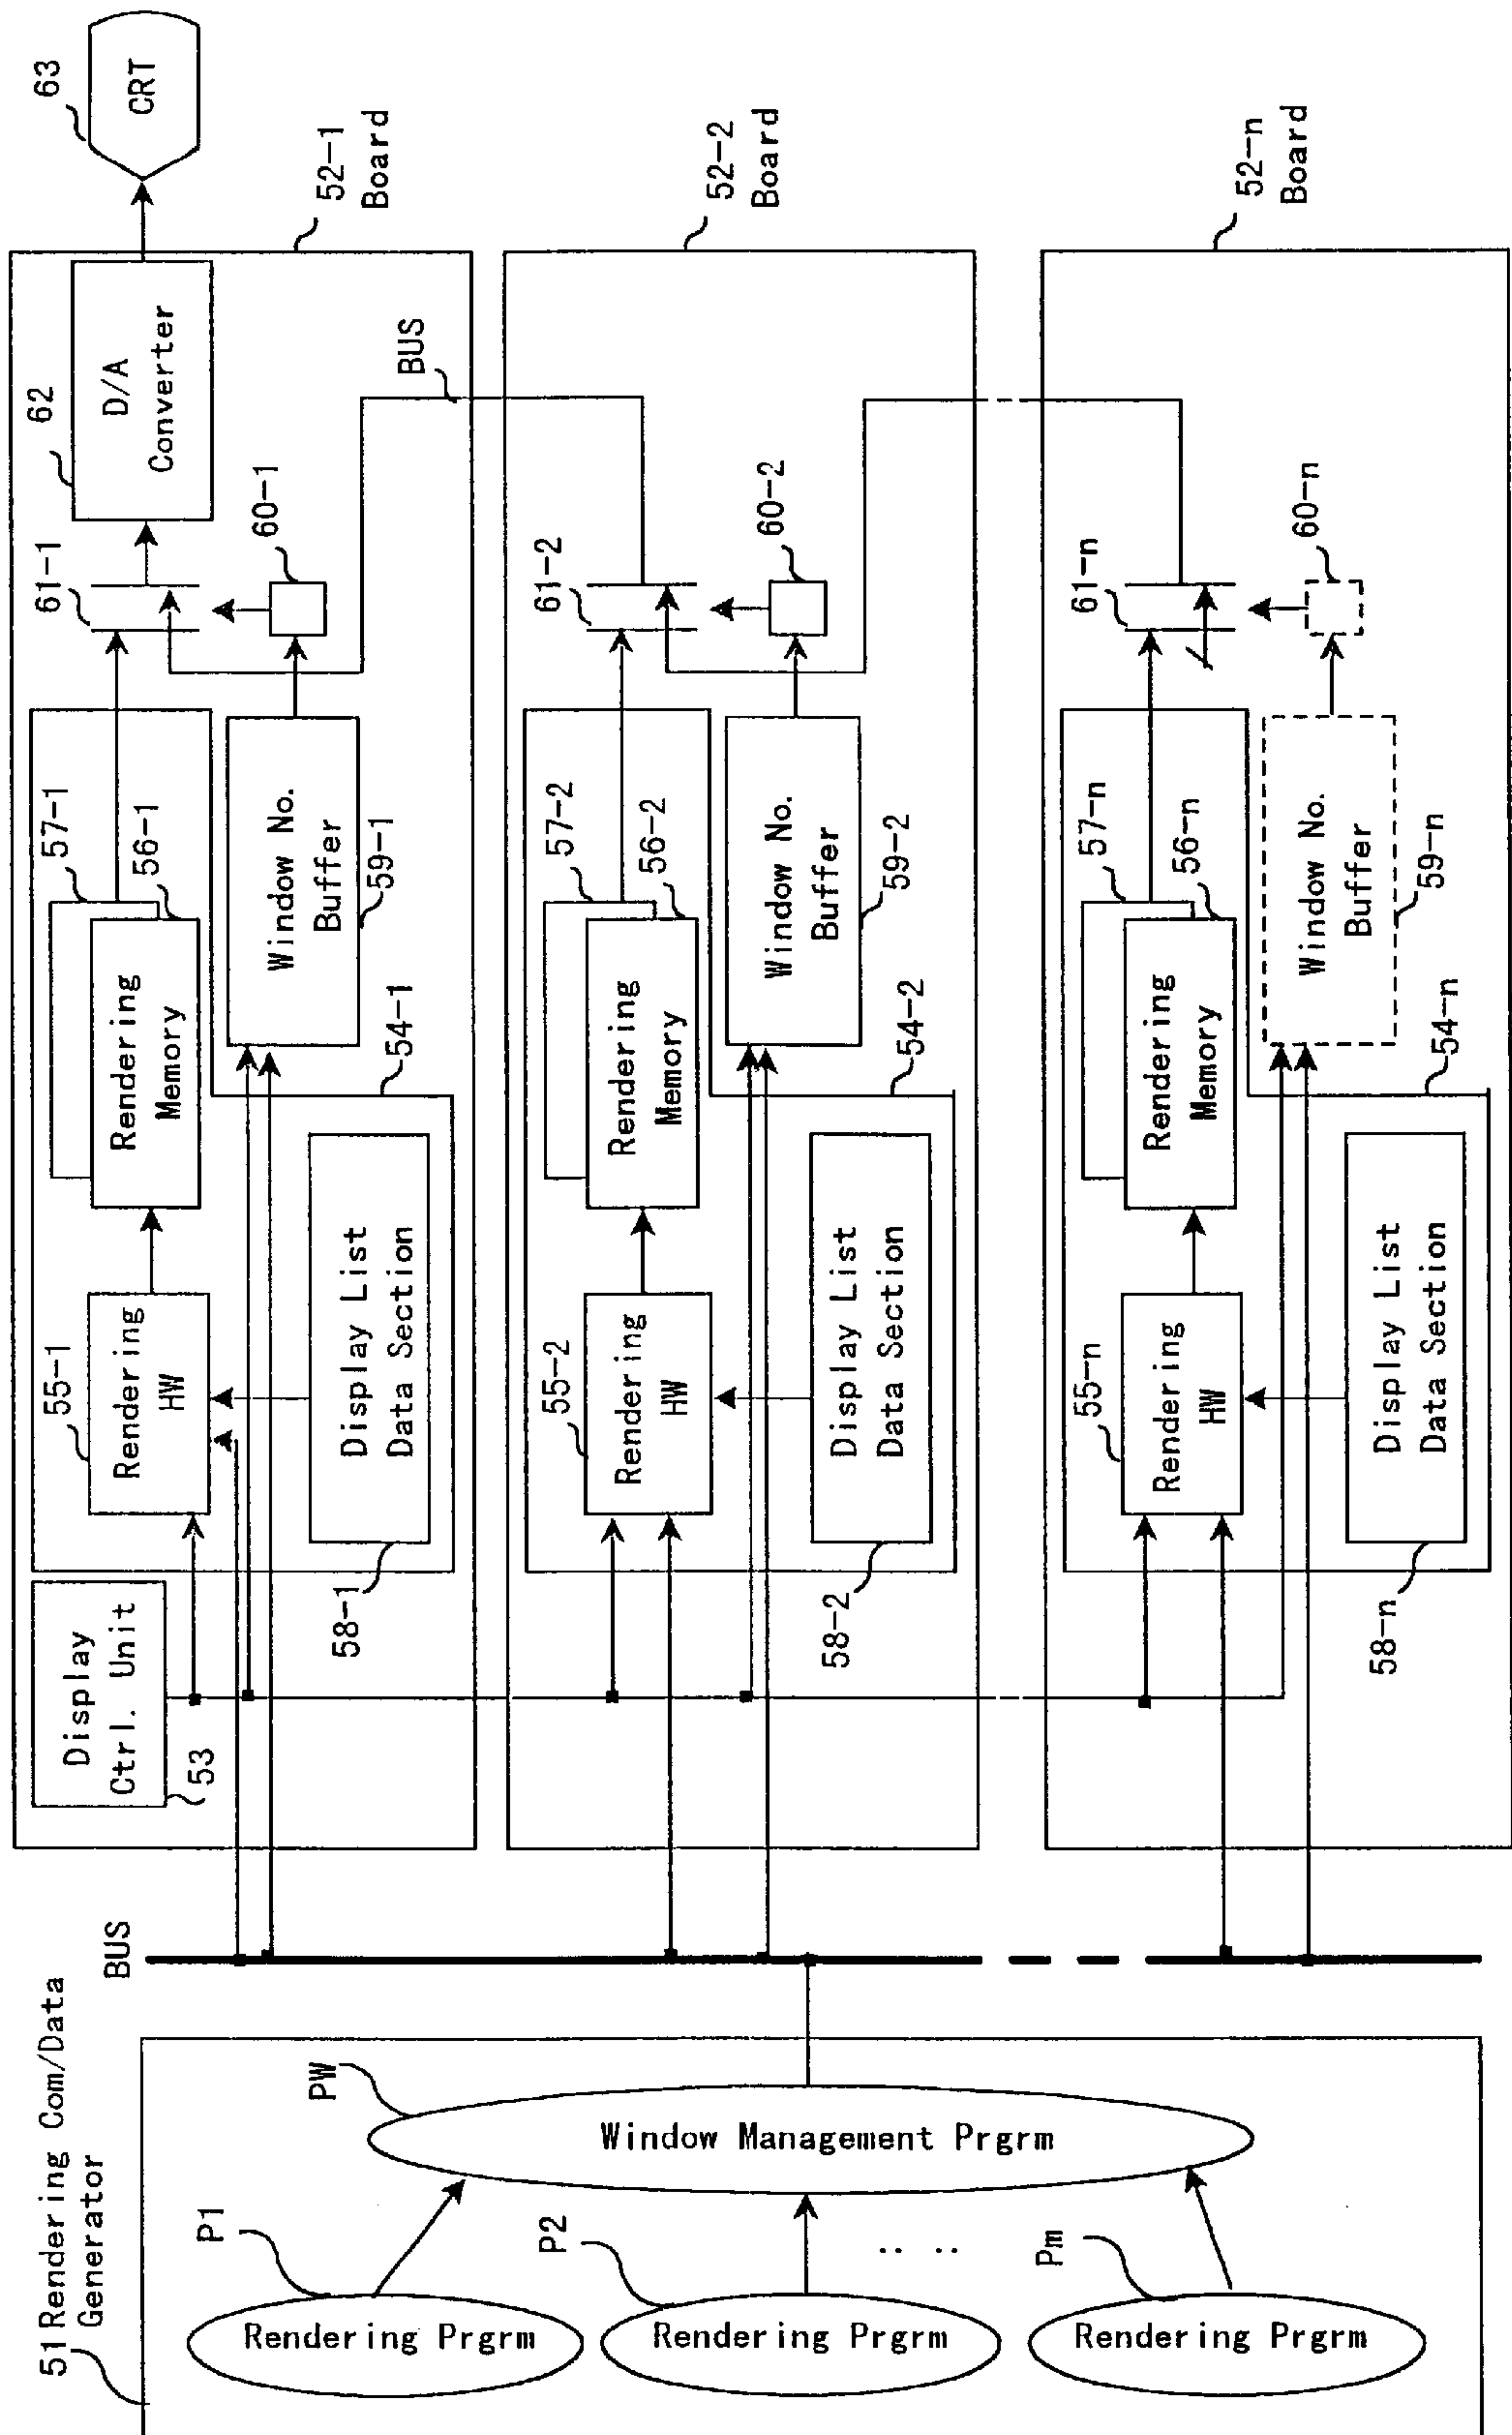 51 Rendering Com/Data
Generator
P1
Rendering Prgrm
P2
Rendering Prgrm
‥ ‥
Pm
Rendering Prgrm
PW
Window Management Prgrm
BUS
Display
Ctrl. Unit
53
55-1
Rendering
HW
58-1
Display List
Data Section
57-1
56-1
Rendering
Memory
54-1
Window No.
Buffer
59-1
61-1
60-1
62
D/A
Converter
63
CRT
52-1
Board
BUS
55-2
Rendering
HW
58-2
Display List
Data Section
57-2
56-2
Rendering
Memory
54-2
Window No.
Buffer
59-2
61-2
60-2
52-2
Board
55-n
Rendering
HW
58-n
Display List
Data Section
57-n
56-n
Rendering
Memory
54-n
Window No.
Buffer
59-n
61-n
60-n
52-n
Board